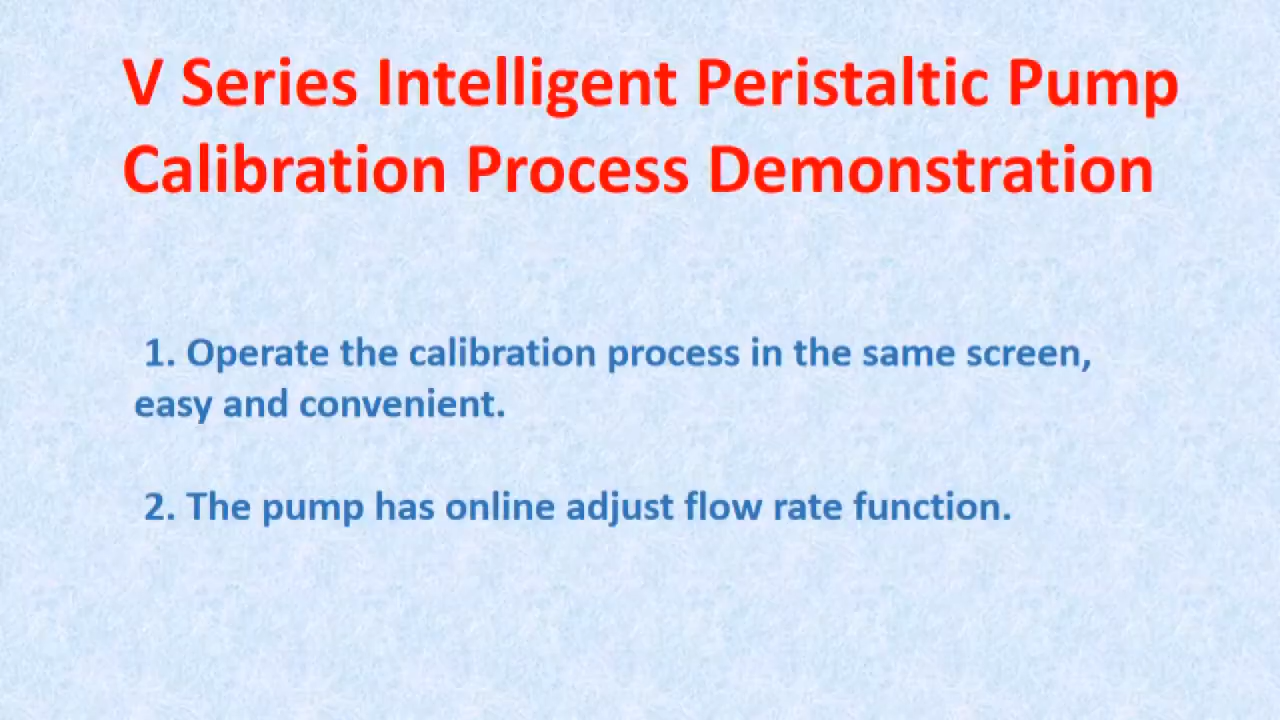 V Series Intelligent Peristaltic Pump
Calibration Process Demonstration
1. Operate the calibration process in the same screen,
easy and convenient.
2. The pump has online adjust flow rate function.